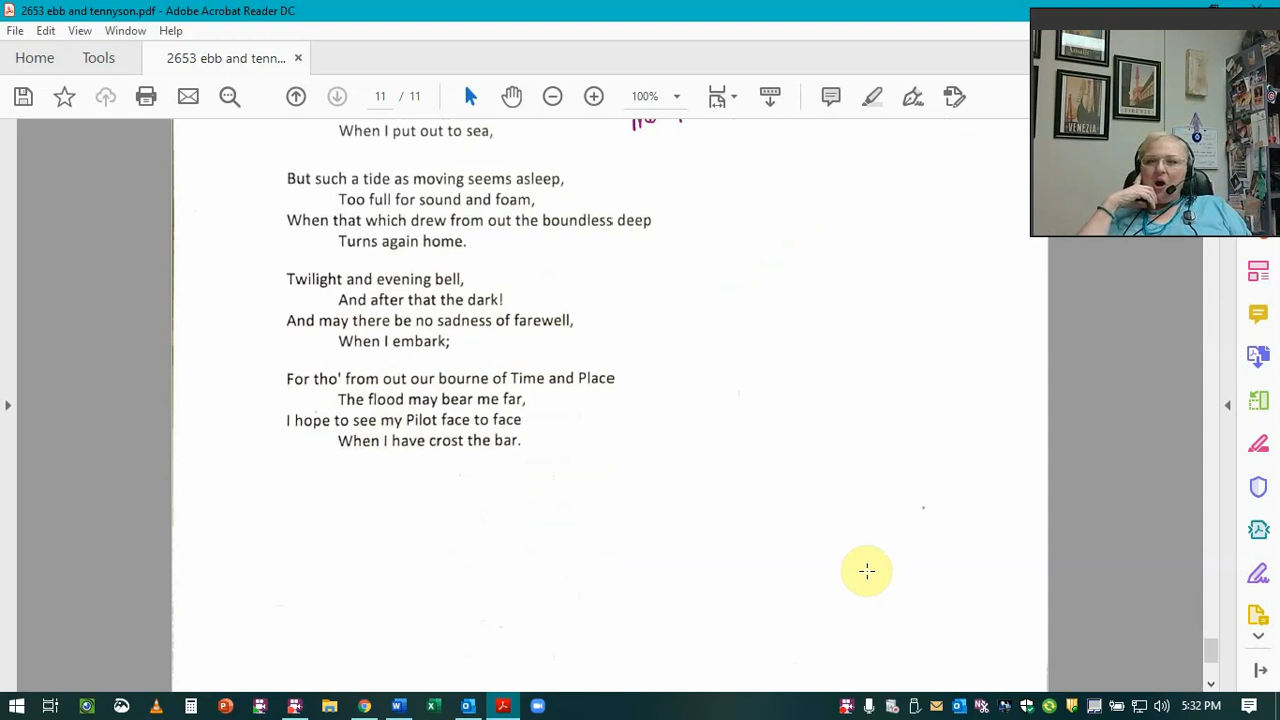 2653 ebb and tennyson.pdf - Adobe Acrobat Reader DC
File Edit View Window Help
Home Tools 2653 ebb and tenn... ×
11 / 11 100%
When I put out to sea,
But such a tide as moving seems asleep,
Too full for sound and foam,
When that which drew from out the boundless deep
Turns again home.
Twilight and evening bell,
And after that the dark!
And may there be no sadness of farewell,
When I embark;
For tho' from out our bourne of Time and Place
The flood may bear me far,
I hope to see my Pilot face to face
When I have crost the bar.
VENEZIA
FIRENZE
5:32 PM